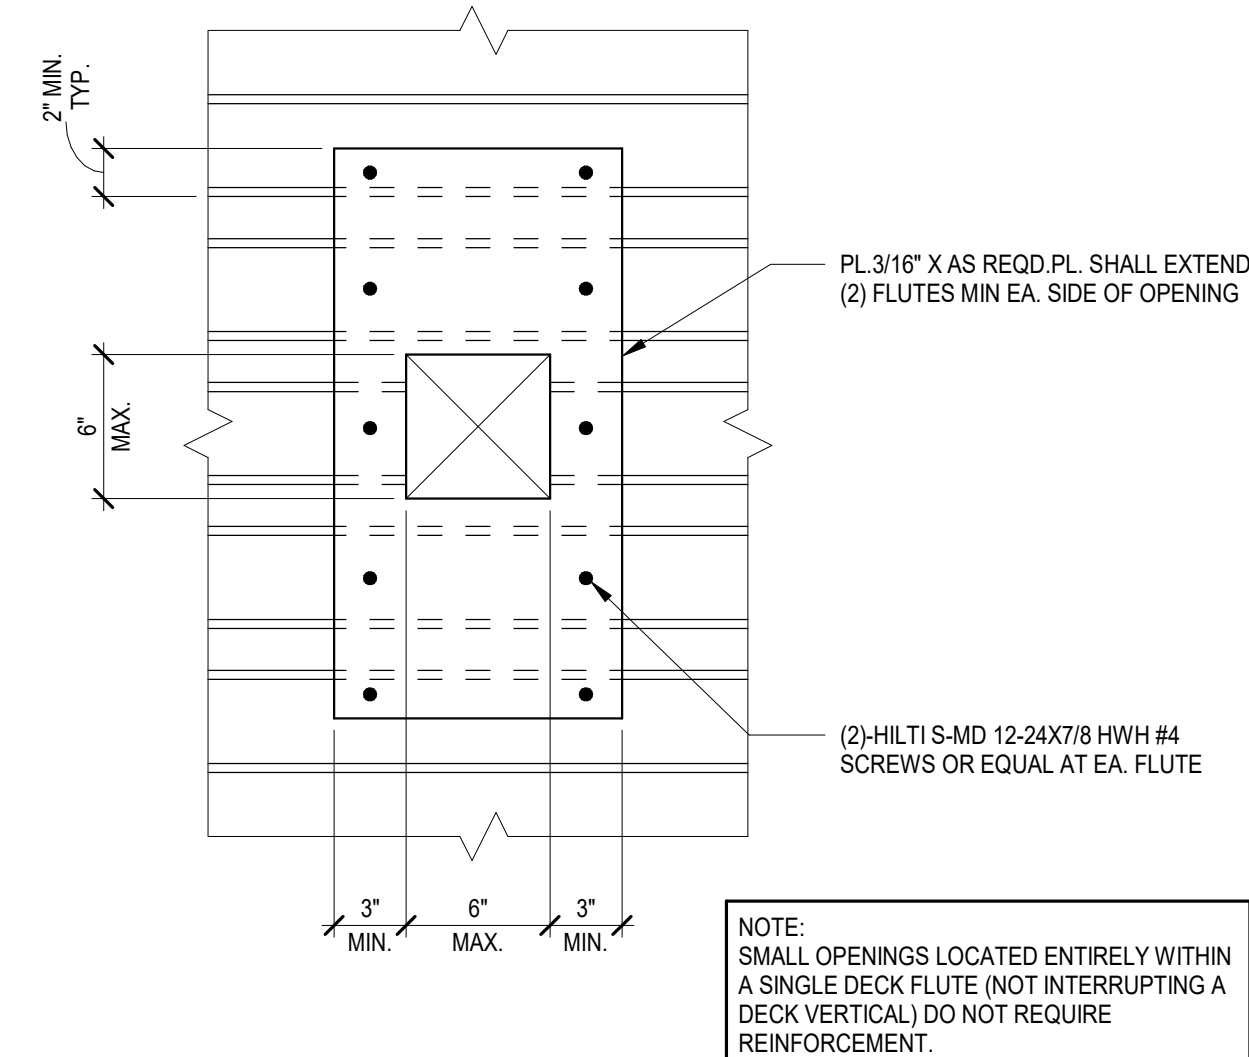 2" MIN.
TYP.
PL.3/16" X AS REQD.PL. SHALL EXTEND
(2) FLUTES MIN EA. SIDE OF OPENING
6"
MAX.
(2)-HILTI S-MD 12-24X7/8 HWH #4
SCREWS OR EQUAL AT EA. FLUTE
3"
MIN.
6"
MAX.
3"
MIN.
NOTE:
SMALL OPENINGS LOCATED ENTIRELY WITHIN
A SINGLE DECK FLUTE (NOT INTERRUPTING A
DECK VERTICAL) DO NOT REQUIRE
REINFORCEMENT.